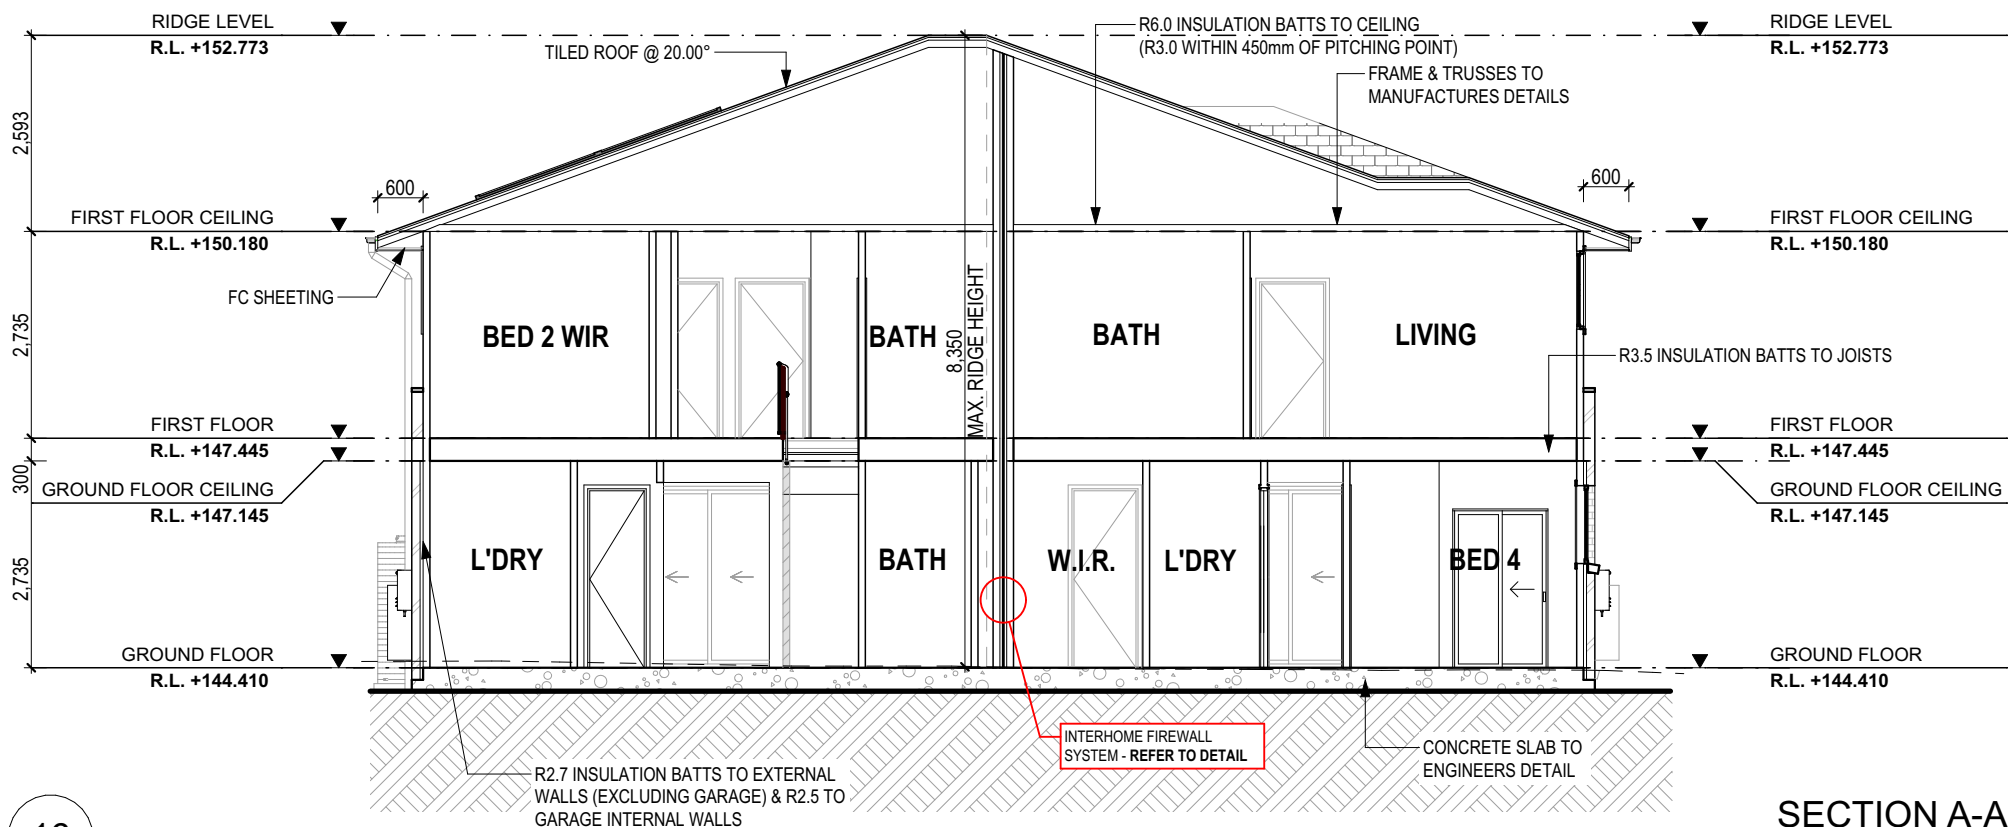 RIDGE LEVEL
R.L. +152.773
TILED ROOF @ 20.00°
R6.0 INSULATION BATTS TO CEILING
(R3.0 WITHIN 450mm OF PITCHING POINT)
FRAME & TRUSSES TO
MANUFACTURES DETAILS
RIDGE LEVEL
R.L. +152.773
2,593
600
600
FIRST FLOOR CEILING
R.L. +150.180
FIRST FLOOR CEILING
R.L. +150.180
FC SHEETING
2,735
BED 2 WIR
BATH
8,350
MAX. RIDGE HEIGHT
BATH
LIVING
R3.5 INSULATION BATTS TO JOISTS
FIRST FLOOR
R.L. +147.445
FIRST FLOOR
R.L. +147.445
300
GROUND FLOOR CEILING
R.L. +147.145
GROUND FLOOR CEILING
R.L. +147.145
2,735
L'DRY
BATH
W.I.R.
L'DRY
BED 4
GROUND FLOOR
R.L. +144.410
GROUND FLOOR
R.L. +144.410
INTERHOME FIREWALL
SYSTEM - REFER TO DETAIL
CONCRETE SLAB TO
ENGINEERS DETAIL
R2.7 INSULATION BATTS TO EXTERNAL
WALLS (EXCLUDING GARAGE) & R2.5 TO
GARAGE INTERNAL WALLS
SECTION A-A